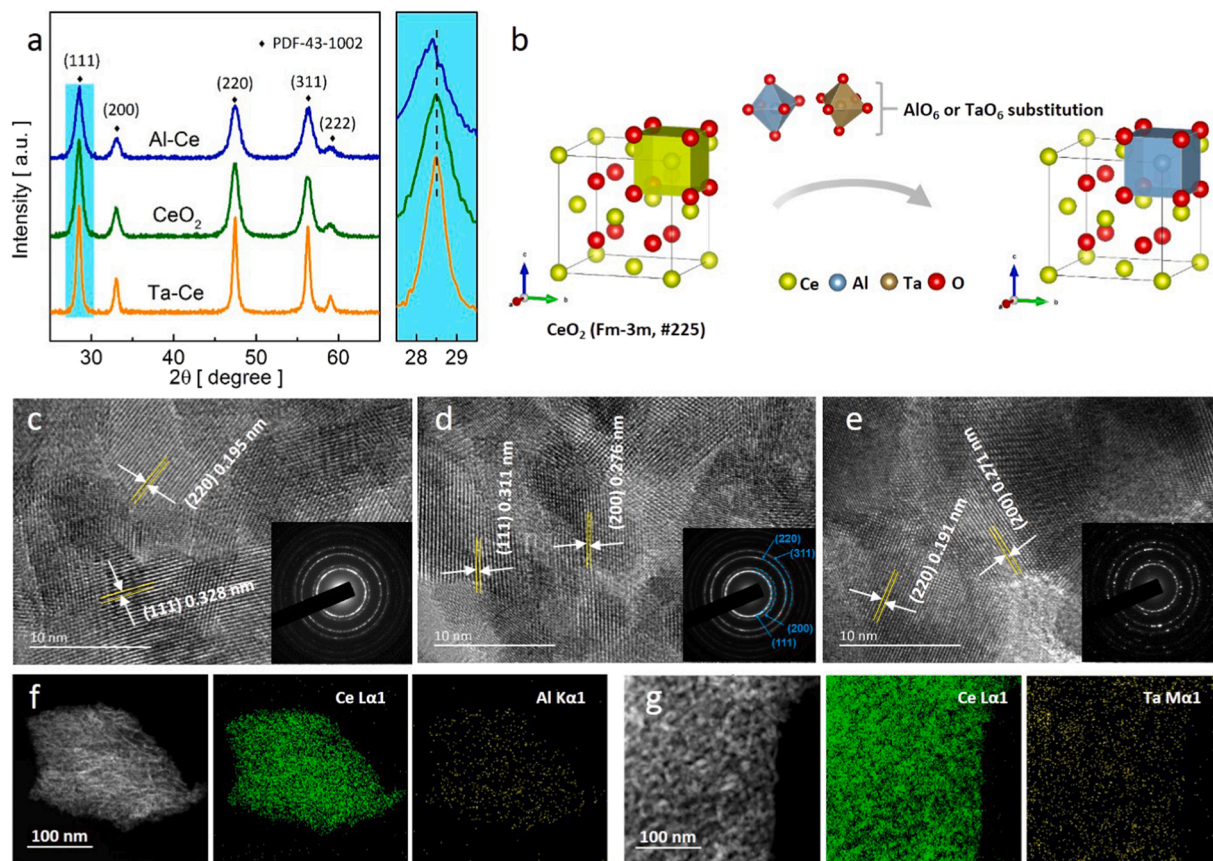 a
♦ PDF-43-1002
(111)
(200)
(220)
(311)
(222)
Al-Ce
CeO₂
Ta-Ce
Intensity [ a.u. ]
30 40 50 60
28 29
2θ [ degree ]
b
AlO₆ or TaO₆ substitution
c
b
a
Ce Al Ta O
c
b
a
CeO₂ (Fm-3m, #225)
c
(220) 0.195 nm
(111) 0.328 nm
10 nm
d
(111) 0.311 nm
(200) 0.276 nm
(220)
(311)
(200)
(111)
10 nm
e
(200) 0.271 nm
(220) 0.191 nm
10 nm
f
100 nm
Ce Lα1
Al Kα1
g
100 nm
Ce Lα1
Ta Mα1